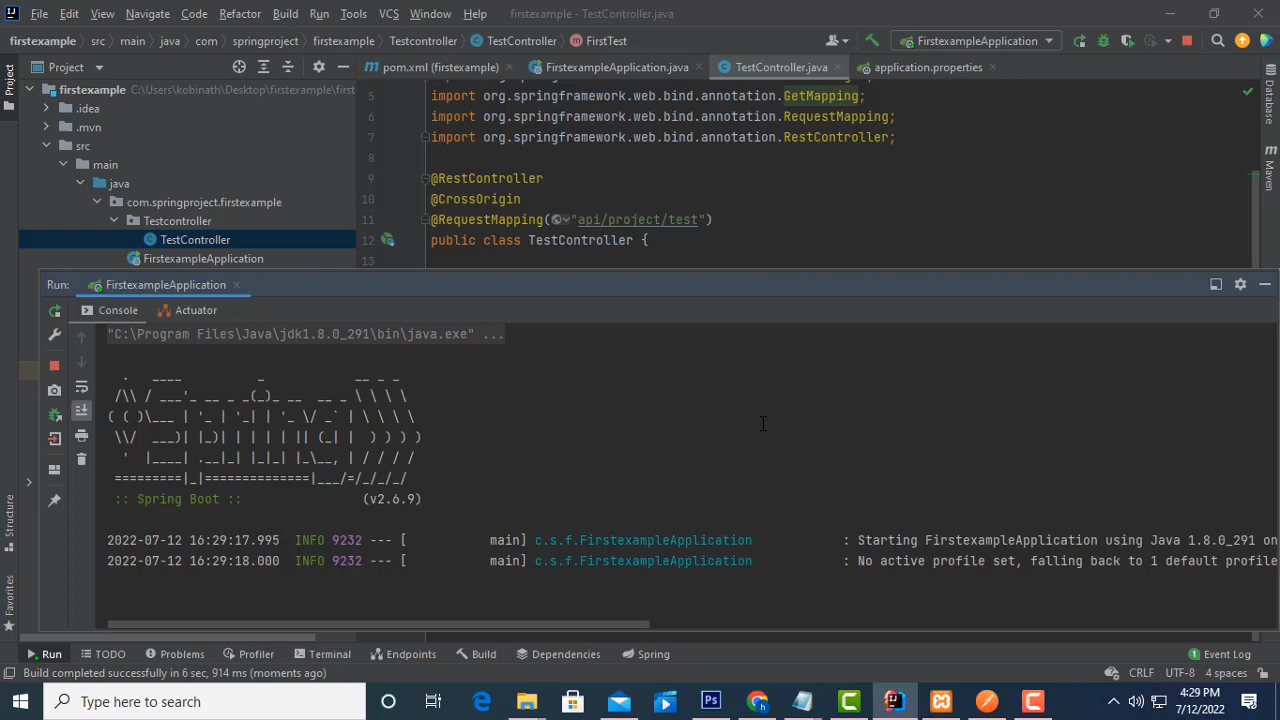 File Edit View Navigate Code Refactor Build Run Tools VCS Window Help firstexample - TestController.java
firstexample src main java com springproject firstexample Testcontroller TestController FirstTest FirstexampleApplication
Project
Project
pom.xml (firstexample) FirstexampleApplication.java TestController.java application.properties
firstexample C:\Users\kobinath\Desktop\firstexample\first
.idea
.mvn
src
main
java
com.springproject.firstexample
Testcontroller
TestController
FirstexampleApplication
5 import org.springframework.web.bind.annotation.GetMapping;
6 import org.springframework.web.bind.annotation.RequestMapping;
7 import org.springframework.web.bind.annotation.RestController;
8
9 @RestController
10 @CrossOrigin
11 @RequestMapping("api/project/test")
12 public class TestController {
13
Database
Maven
Run: FirstexampleApplication
Console Actuator
"C:\Program Files\Java\jdk1.8.0_291\bin\java.exe" ...
:: Spring Boot :: (v2.6.9)
2022-07-12 16:29:17.995 INFO 9232 --- [ main] c.s.f.FirstexampleApplication : Starting FirstexampleApplication using Java 1.8.0_291 on
2022-07-12 16:29:18.000 INFO 9232 --- [ main] c.s.f.FirstexampleApplication : No active profile set, falling back to 1 default profile
Structure
Favorites
Run TODO Problems Profiler Terminal Endpoints Build Dependencies Spring 1 Event Log
Build completed successfully in 6 sec, 914 ms (moments ago) CRLF UTF-8 4 spaces
Type here to search
4:29 PM
7/12/2022